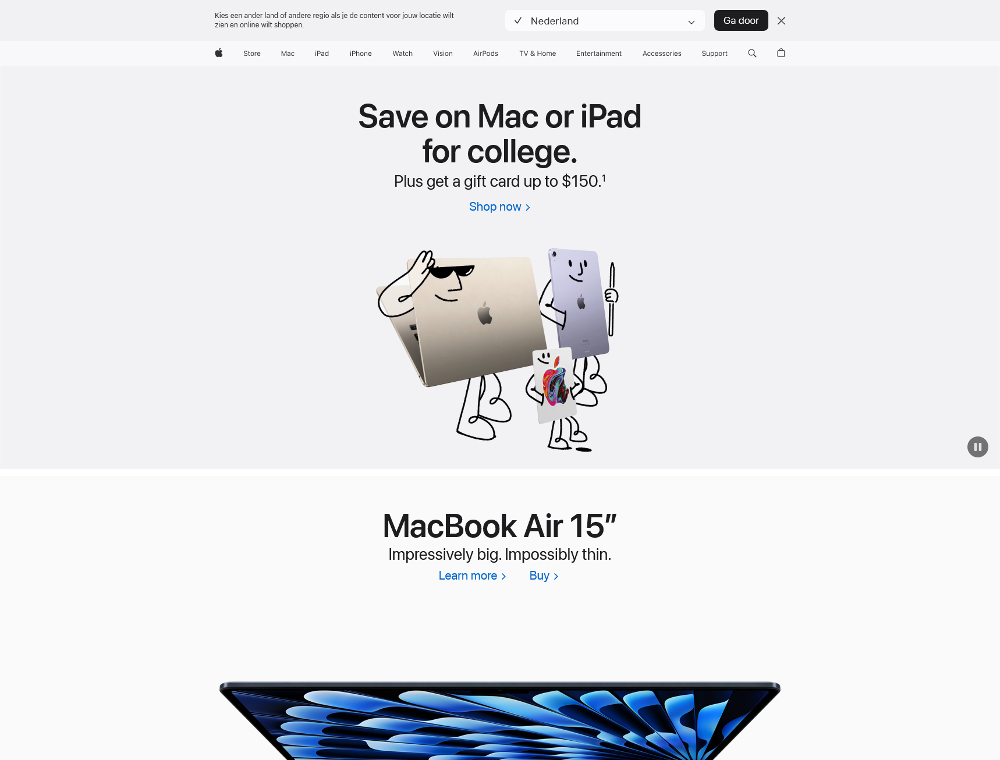 Kies een ander land of andere regio als je de content voor jouw locatie wilt
zien en online wilt shoppen.
Nederland
Ga door
Store Mac iPad iPhone Watch Vision AirPods TV & Home Entertainment Accessories Support
Save on Mac or iPad
for college.
Plus get a gift card up to $150.¹
Shop now
MacBook Air 15″
Impressively big. Impossibly thin.
Learn more Buy